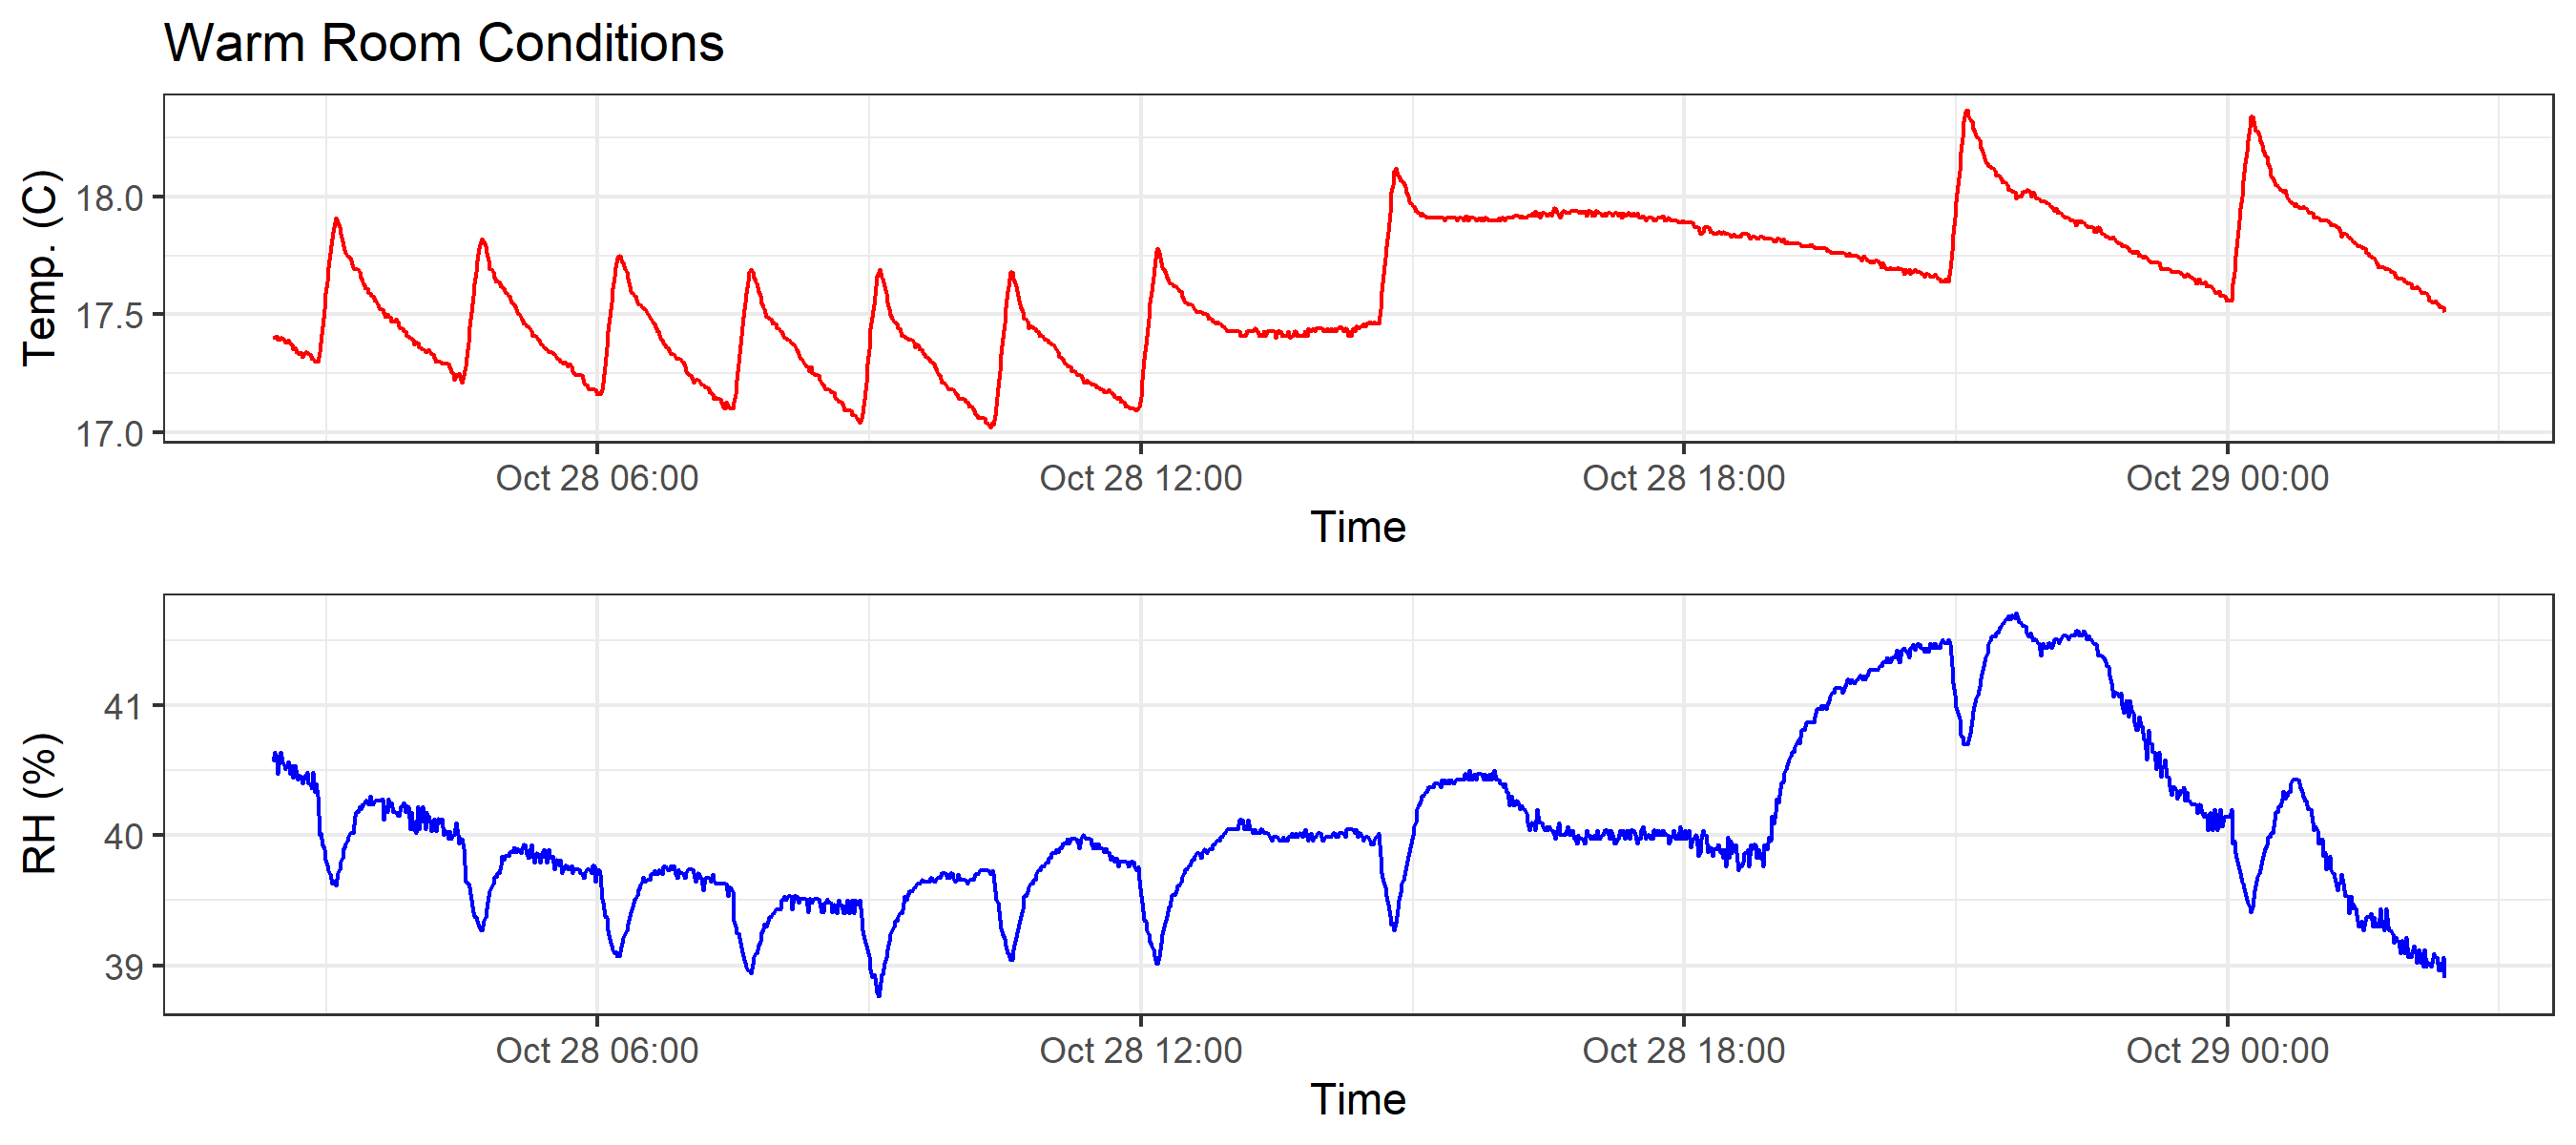 Warm Room Conditions
Temp. (C)
18.0
17.5
17.0
Oct 28 06:00 Oct 28 12:00 Oct 28 18:00 Oct 29 00:00
Time
RH (%)
41
40
39
Oct 28 06:00 Oct 28 12:00 Oct 28 18:00 Oct 29 00:00
Time